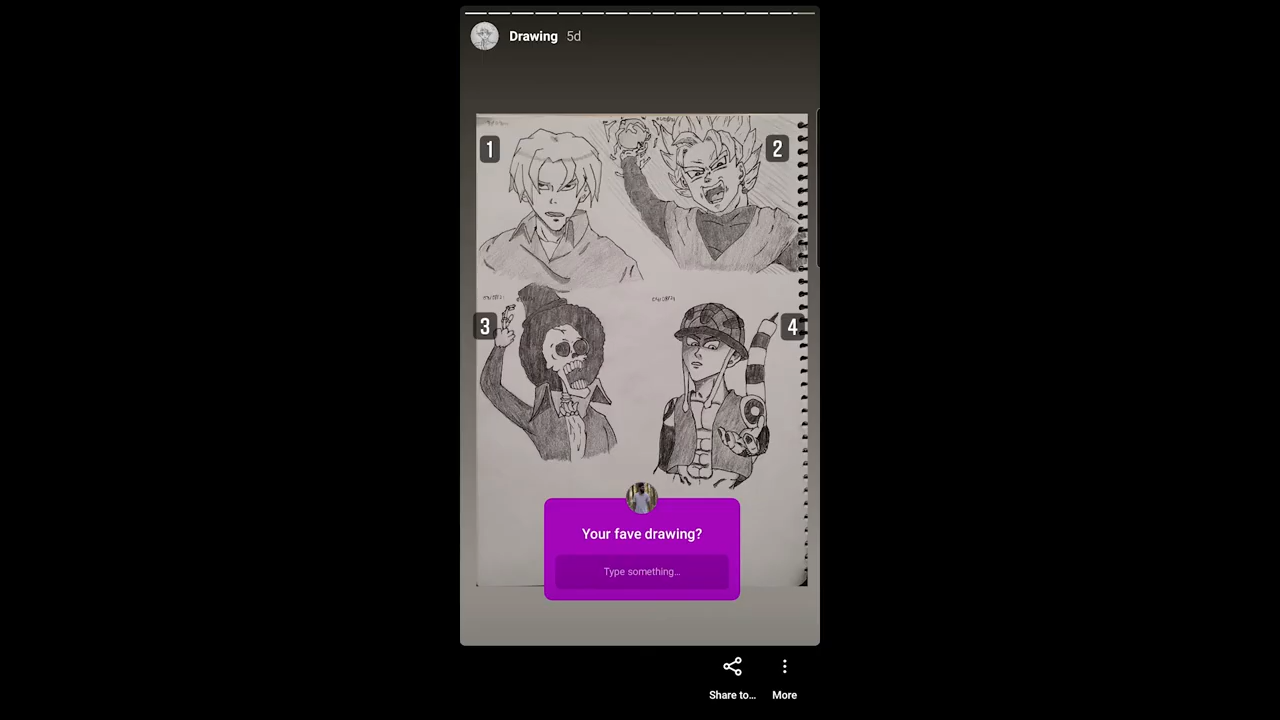 Drawing 5d
1
2
3
4
Your fave drawing?
Type something...
Share to...
More